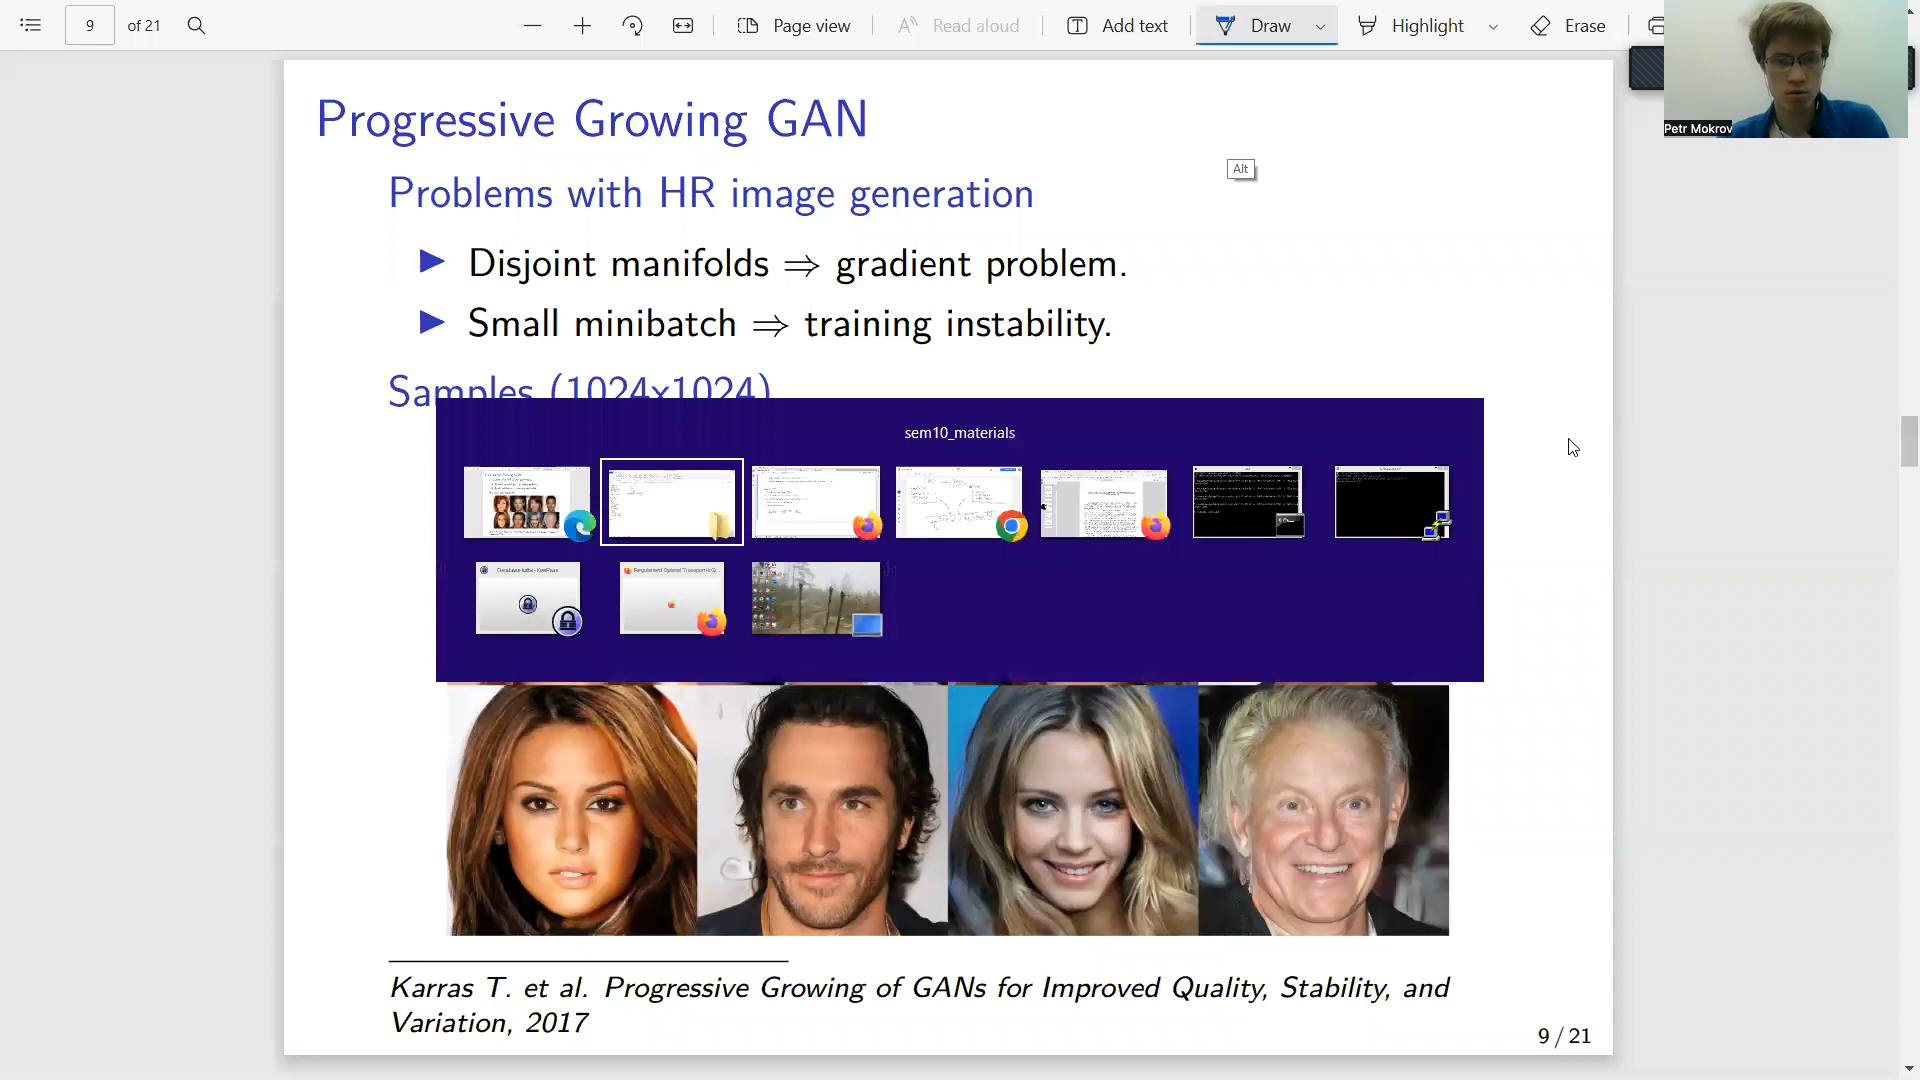 9
of 21
Page view
Read aloud
Add text
Draw
Highlight
Erase
Petr Mokrov
Progressive Growing GAN
Alt
Problems with HR image generation
Disjoint manifolds ⇒ gradient problem.
Small minibatch ⇒ training instability.
Samples (1024x1024)
sem10_materials
Karras T. et al. Progressive Growing of GANs for Improved Quality, Stability, and
Variation, 2017
9 / 21